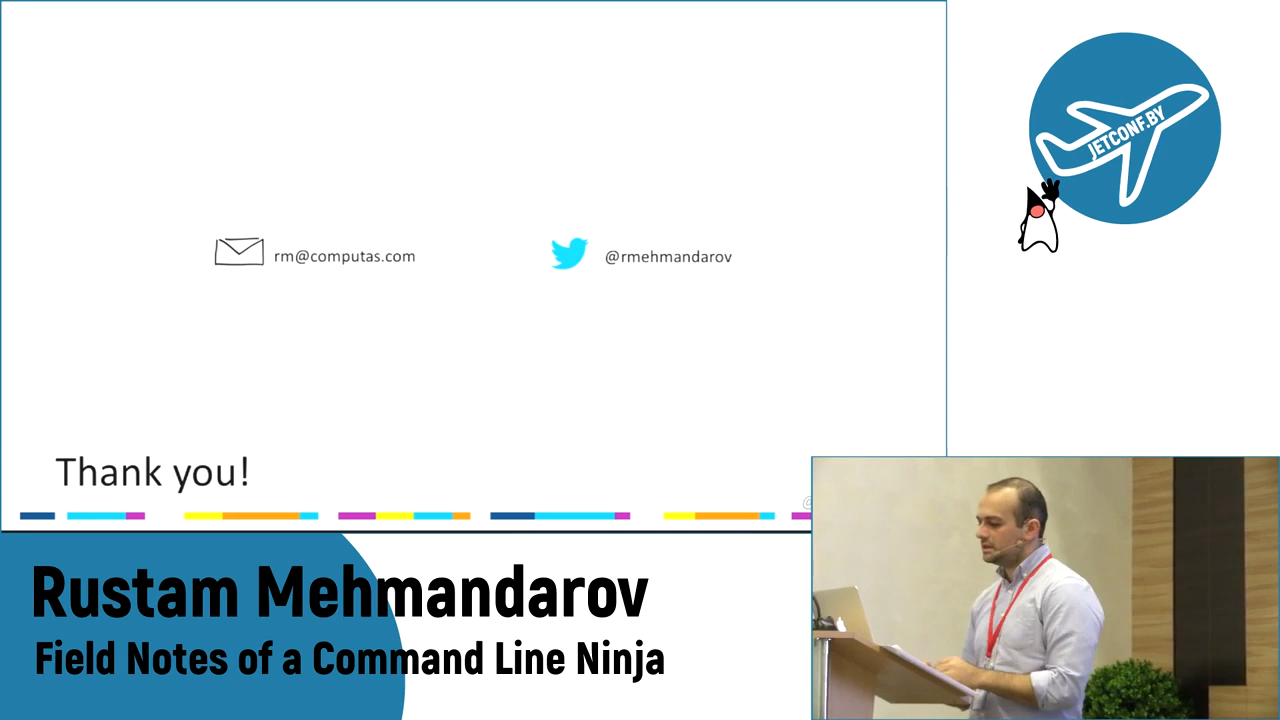 JETCONF.BY
rm@computas.com
@rmehmandarov
Thank you!
Rustam Mehmandarov
Field Notes of a Command Line Ninja